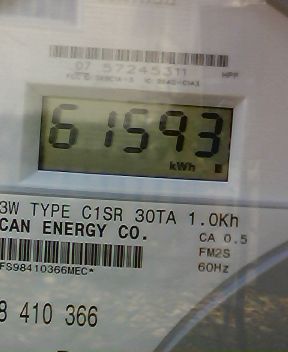 07 57245311
HPP
61593
kWh
3W TYPE C1SR 30TA 1.0Kh
CAN ENERGY CO.
CA 0.5
FM2S
60Hz
FS98410366MEC*
8 410 366